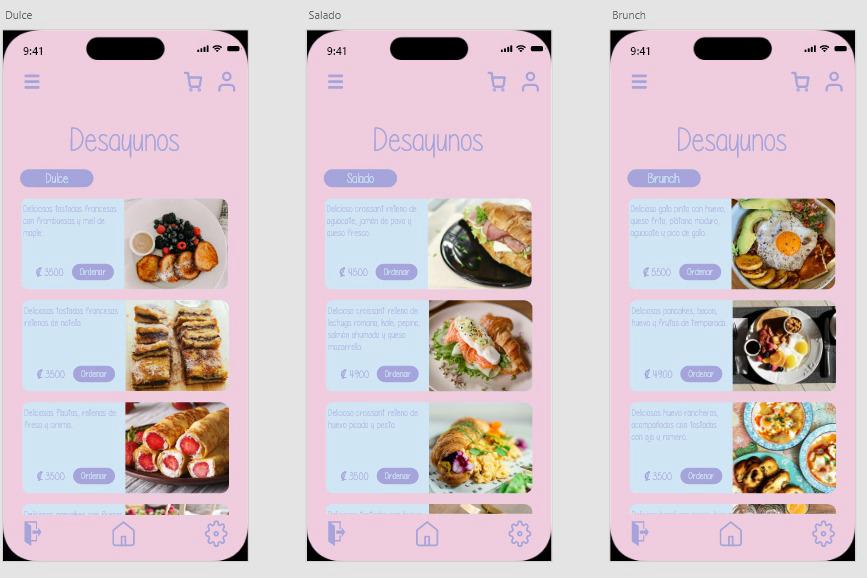 Dulce
9:41
Desayunos
Dulce
Deliciosas tostadas francesas
con frambuesas y miel de
maple.
₡ 3500 Ordenar
Deliciosas tostadas francesas
rellenas de nutella.
₡ 3500 Ordenar
Deliciosas flautas, rellenas de
fresa y crema.
₡ 3500 Ordenar
Salado
9:41
Desayunos
Salado
Delicioso croissant relleno de
aguacate, jamón de pavo y
queso fresco.
₡ 4500 Ordenar
Delicioso croissant relleno de
lechuga romana, kale, pepino,
salmón ahumado y queso
mozarella.
₡ 4900 Ordenar
Delicioso croissant relleno de
huevo picado y pesto.
₡ 3500 Ordenar
Brunch
9:41
Desayunos
Brunch
Delicioso gallo pinto con huevo,
queso frito, plátano maduro,
aguacate y pico de gallo.
₡ 5500 Ordenar
Deliciosos pancakes, bacon,
huevo y frutas de temporada.
₡ 4900 Ordenar
Deliciosos huevo rancheros,
acompañados con tostadas
con ajo y romero.
₡ 3500 Ordenar